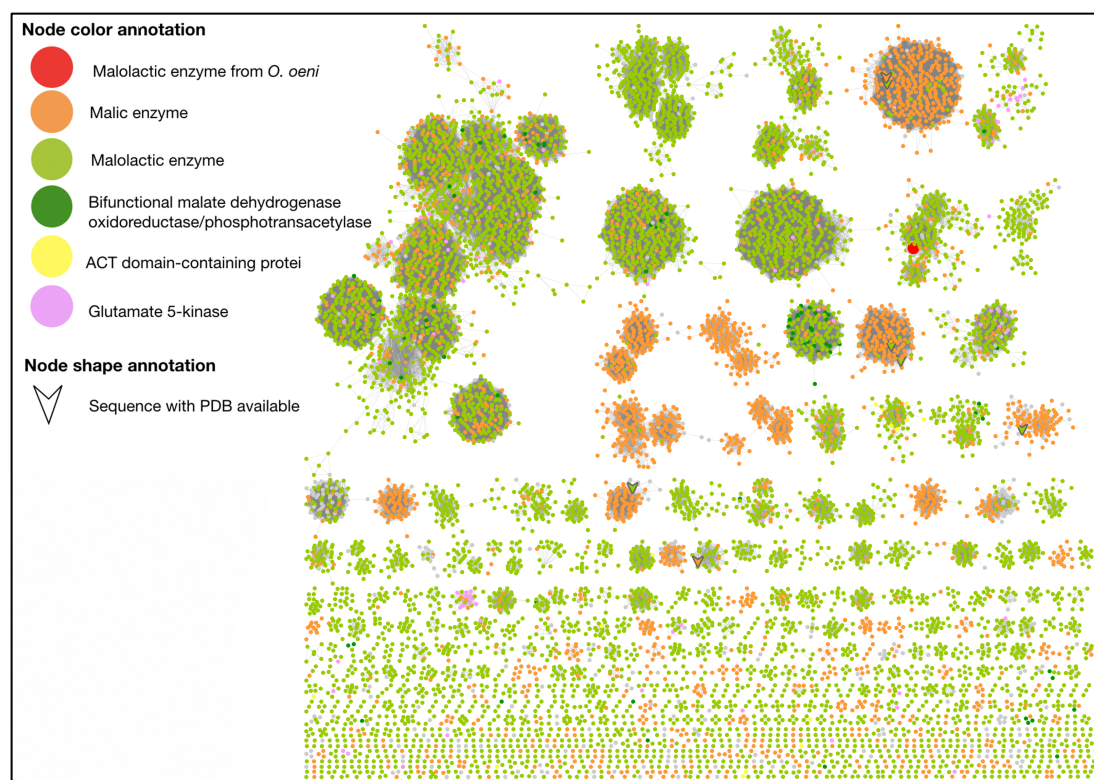 Node color annotation
Malolactic enzyme from O. oeni
Malic enzyme
Malolactic enzyme
Bifunctional malate dehydrogenase
oxidoreductase/phosphotransacetylase
ACT domain-containing protei
Glutamate 5-kinase
Node shape annotation
Sequence with PDB available